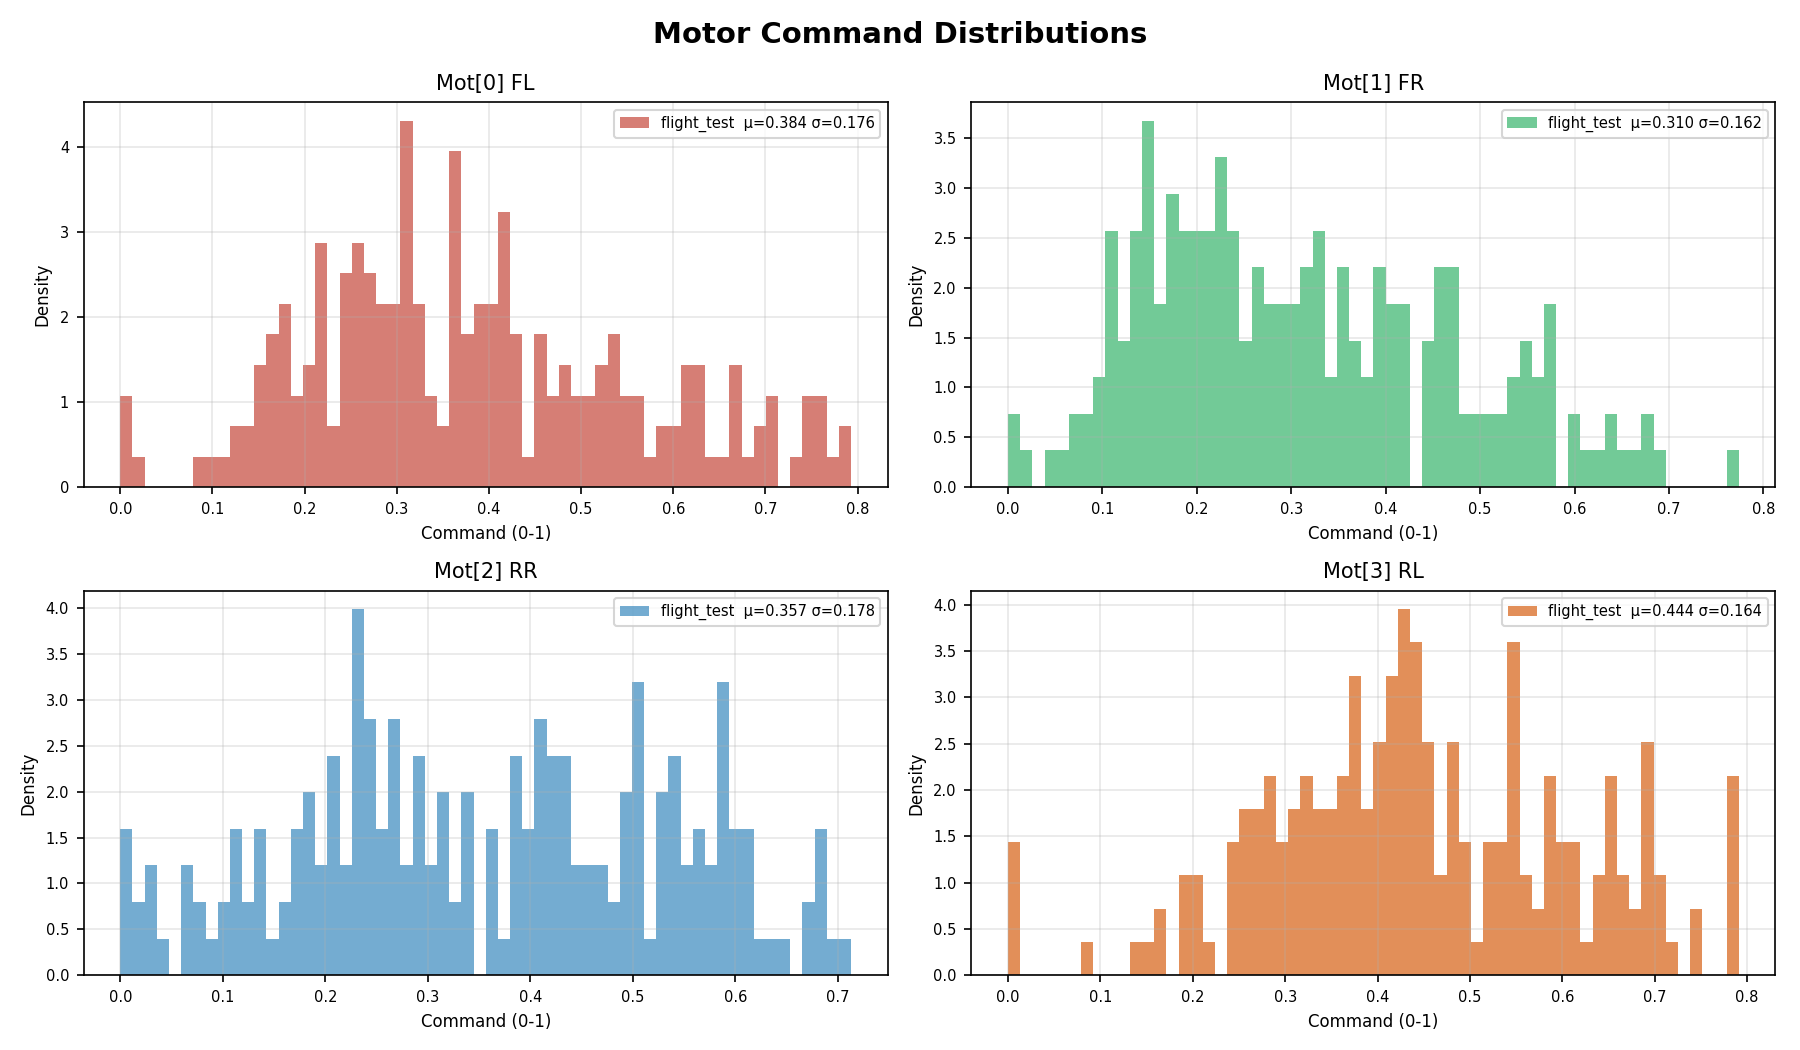 Motor Command Distributions
Mot[0] FL
flight_test μ=0.384 σ=0.176
Density
4
3
2
1
0
0.0 0.1 0.2 0.3 0.4 0.5 0.6 0.7 0.8
Command (0-1)
Mot[1] FR
flight_test μ=0.310 σ=0.162
Density
3.5
3.0
2.5
2.0
1.5
1.0
0.5
0.0
0.0 0.1 0.2 0.3 0.4 0.5 0.6 0.7 0.8
Command (0-1)
Mot[2] RR
flight_test μ=0.357 σ=0.178
Density
4.0
3.5
3.0
2.5
2.0
1.5
1.0
0.5
0.0
0.0 0.1 0.2 0.3 0.4 0.5 0.6 0.7
Command (0-1)
Mot[3] RL
flight_test μ=0.444 σ=0.164
Density
4.0
3.5
3.0
2.5
2.0
1.5
1.0
0.5
0.0
0.0 0.1 0.2 0.3 0.4 0.5 0.6 0.7 0.8
Command (0-1)